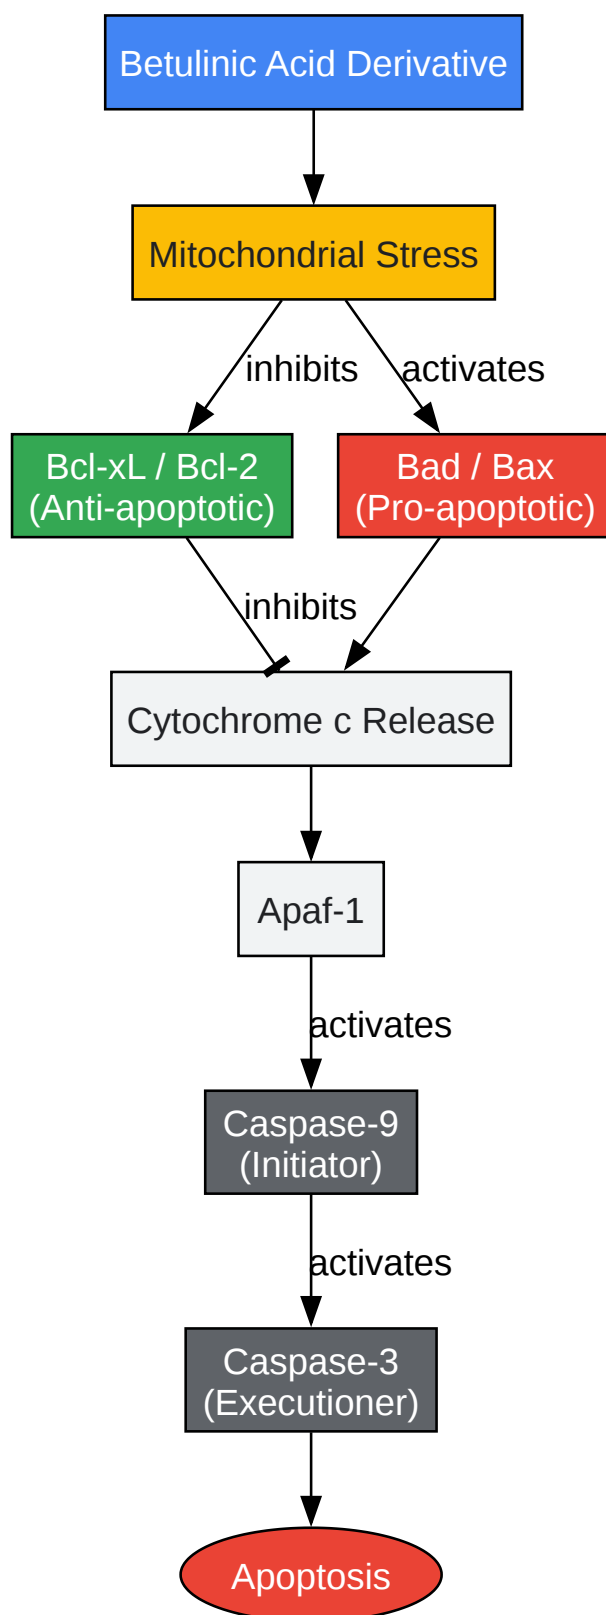 Betulinic Acid Derivative
Mitochondrial Stress
inhibits
activates
Bcl-xL / Bcl-2
(Anti-apoptotic)
Bad / Bax
(Pro-apoptotic)
inhibits
Cytochrome c Release
Apaf-1
activates
Caspase-9
(Initiator)
activates
Caspase-3
(Executioner)
Apoptosis